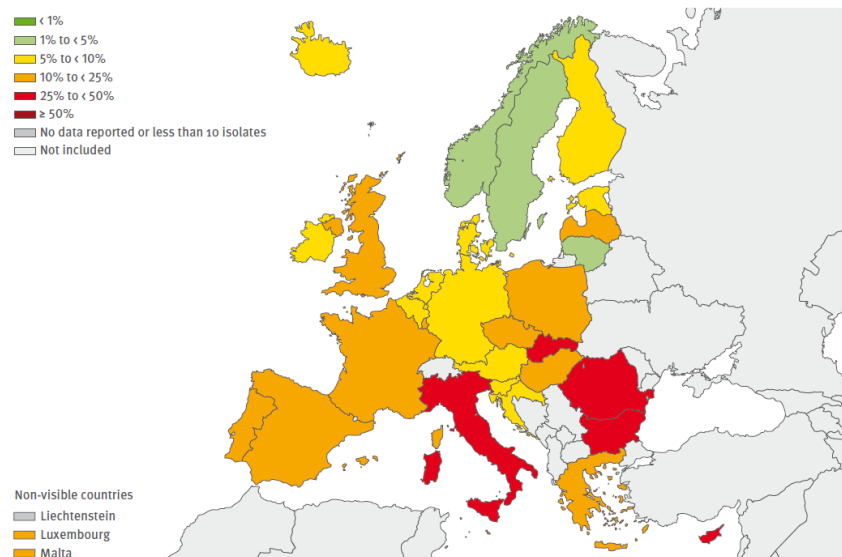 < 1%
1% to < 5%
5% to < 10%
10% to < 25%
25% to < 50%
≥ 50%
No data reported or less than 10 isolates
Not included
Non-visible countries
Liechtenstein
Luxembourg
Malta